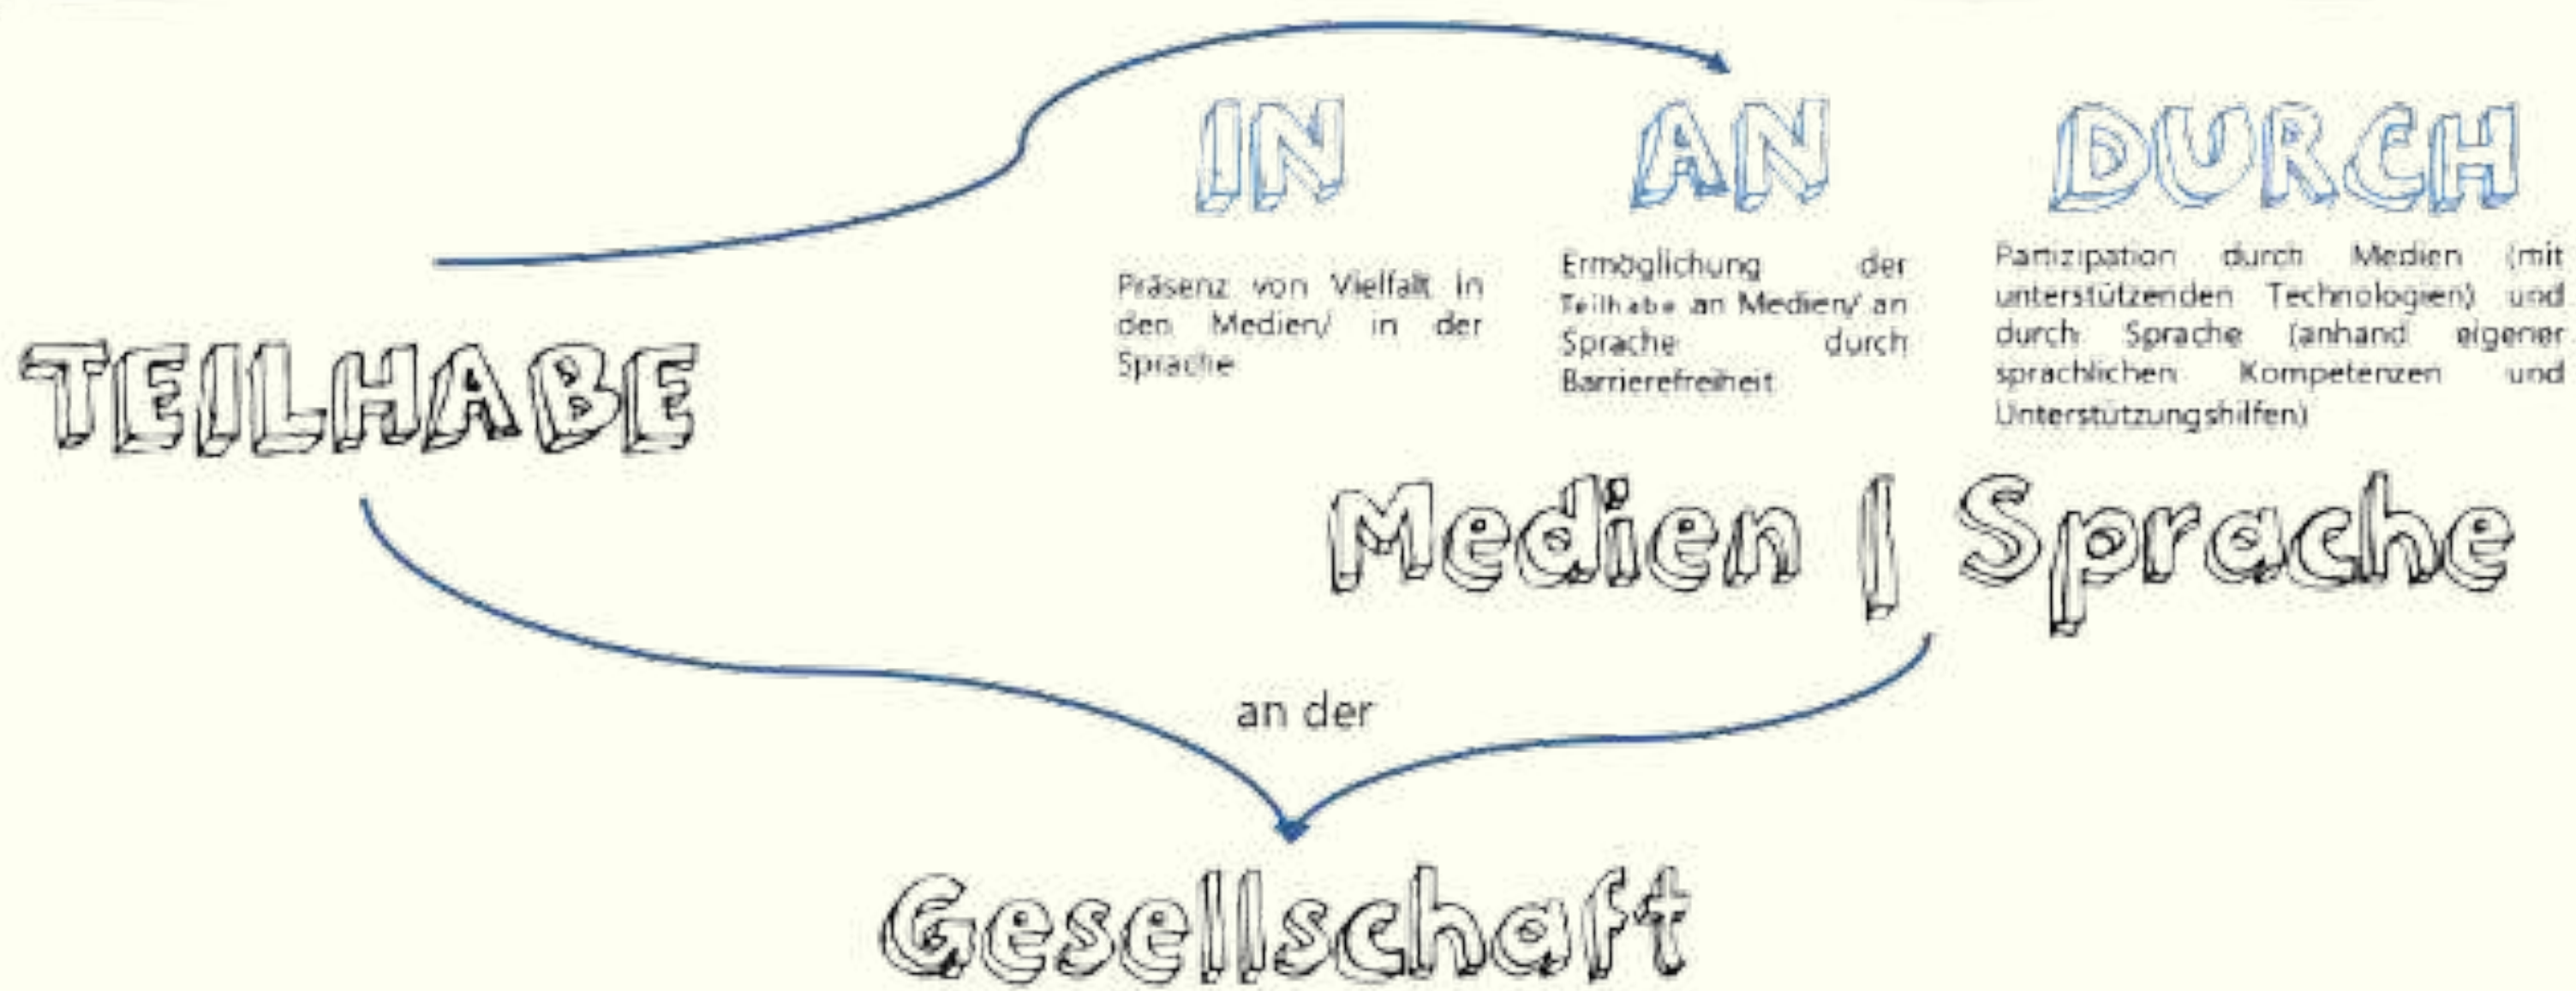 IN
AN
DURCH
Präsenz von Vielfalt in
den Medien/ in der
Sprache
Ermöglichung der
Teilhabe an Medien/ an
Sprache durch
Barrierefreiheit
Partizipation durch Medien (mit
unterstützenden Technologien) und
durch Sprache (anhand eigener
sprachlichen Kompetenzen und
Unterstützungshilfen)
TEILHABE
Medien | Sprache
an der
Gesellschaft